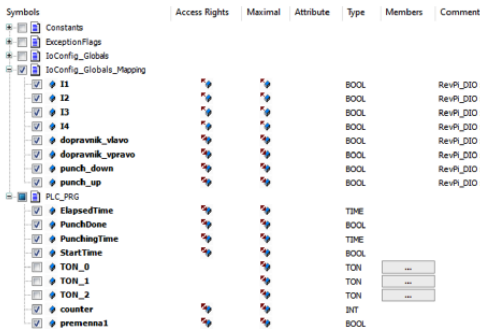 Symbols Access Rights Maximal Attribute Type Members Comment
Constants
ExceptionFlags
IoConfig_Globals
IoConfig_Globals_Mapping
I1 BOOL RevPi_DIO
I2 BOOL RevPi_DIO
I3 BOOL RevPi_DIO
I4 BOOL RevPi_DIO
dopravnik_vlavo BOOL RevPi_DIO
dopravnik_vpravo BOOL RevPi_DIO
punch_down BOOL RevPi_DIO
punch_up BOOL RevPi_DIO
PLC_PRG
ElapsedTime TIME
PunchDone BOOL
PunchingTime TIME
StartTime BOOL
TON_0 TON ...
TON_1 TON ...
TON_2 TON ...
counter INT
premenna1 BOOL